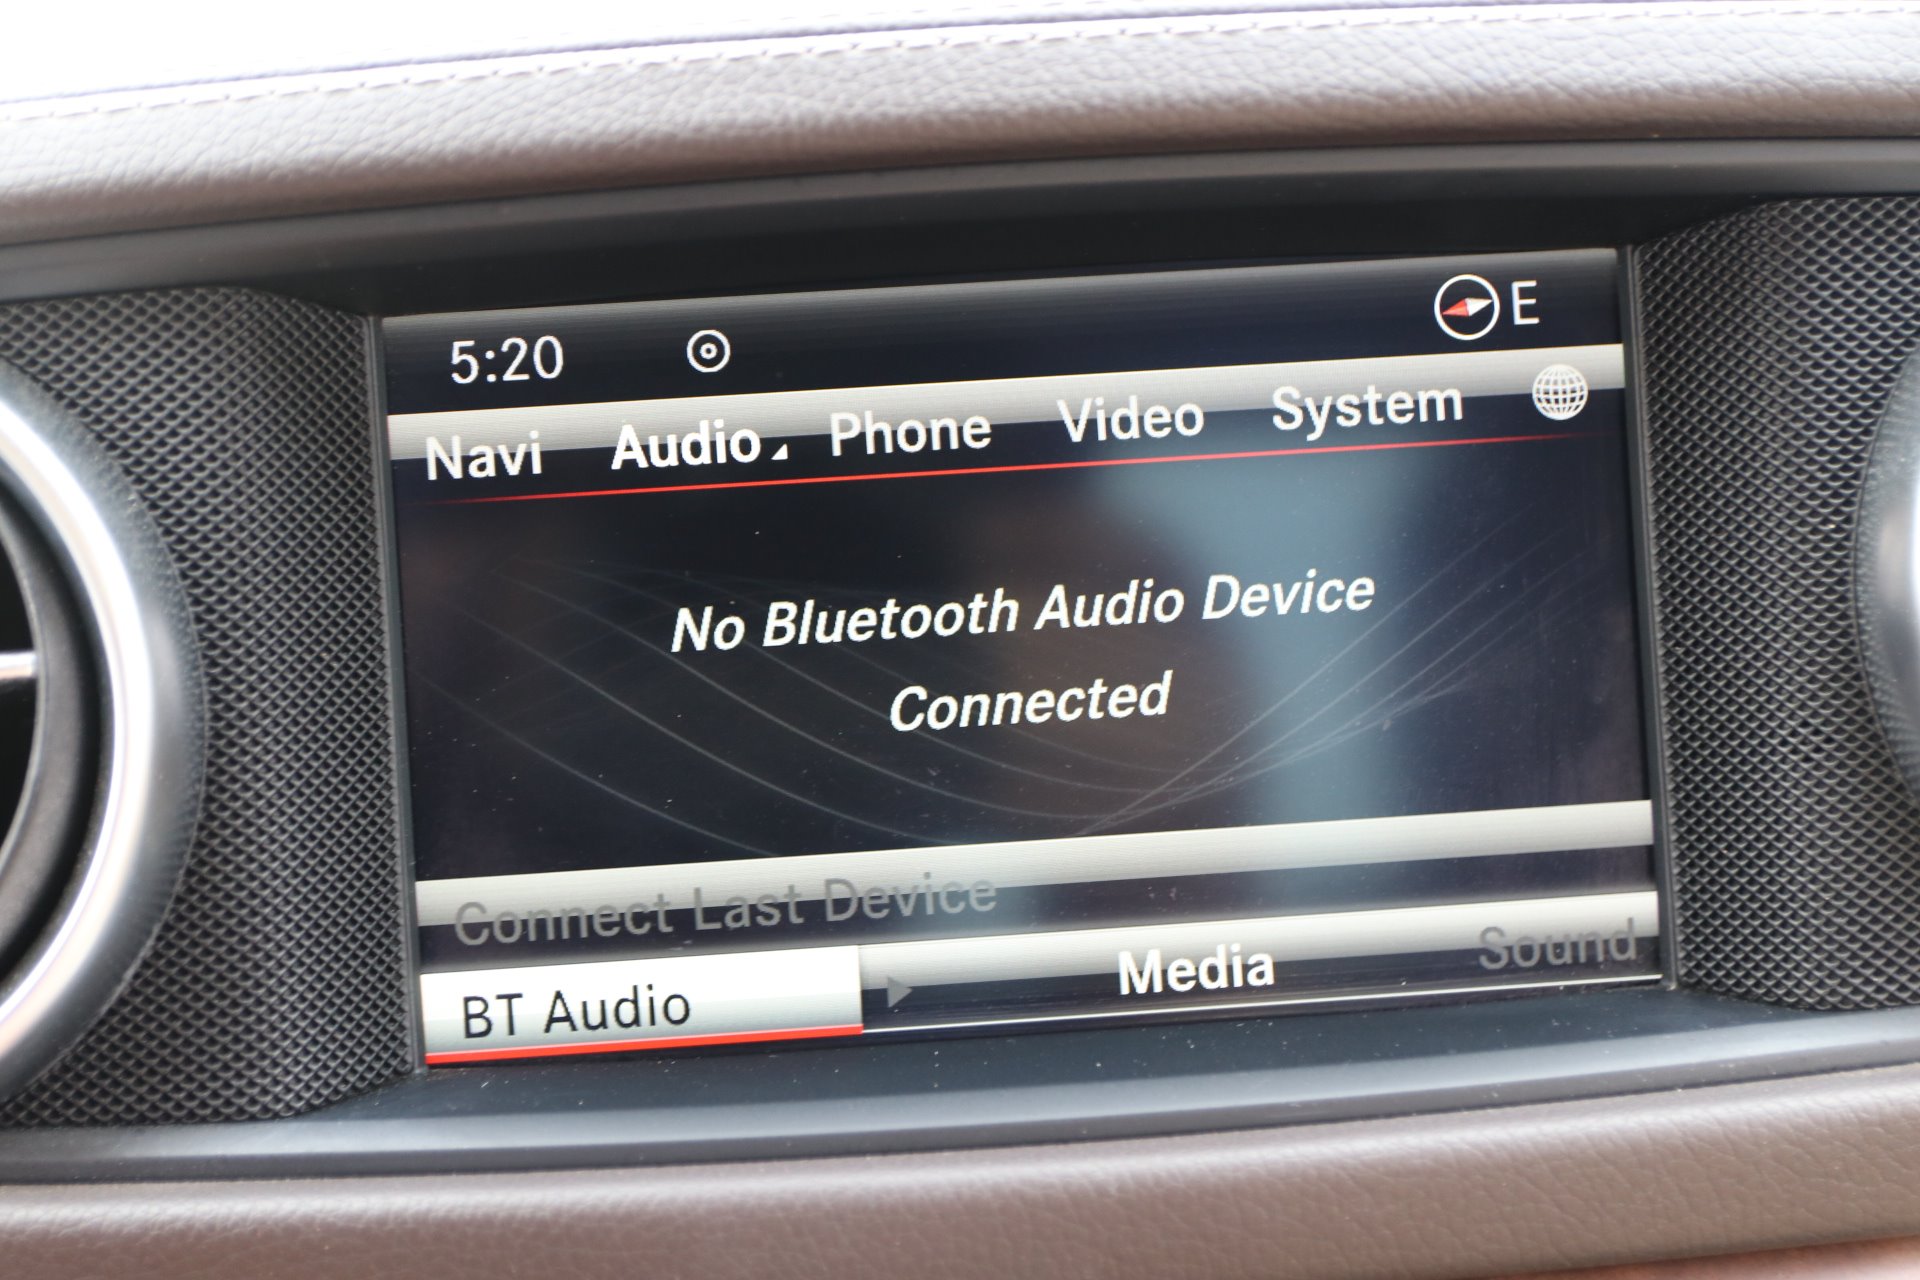 5:20 E
Navi Audio Phone Video System
No Bluetooth Audio Device
Connected
Connect Last Device
BT Audio Media Sound